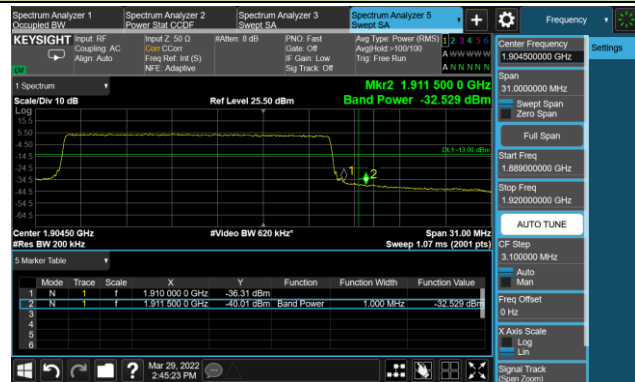 Spectrum Analyzer 1
Occupied BW
Spectrum Analyzer 2
Power Stat CCDF
Spectrum Analyzer 3
Swept SA
Spectrum Analyzer 5
Swept SA
Frequency
KEYSIGHT
Input: RF
Coupling: AC
Align: Auto
Input Z: 50 Ω
Corr CCorr
Freq Ref: Int (S)
NFE: Adaptive
#Atten: 8 dB
PNO: Fast
Gate: Off
IF Gain: Low
Sig Track: Off
Avg Type: Power (RMS)
Avg|Hold:>100/100
Trig: Free Run
1 2 3 4 5 6
A W W W W W
A N N N N N
1 Spectrum
Scale/Div 10 dB
Ref Level 25.50 dBm
Mkr2 1.911 500 0 GHz
Band Power -32.529 dBm
Log
15.5
5.50
-4.50
-14.5
-24.5
-34.5
-44.5
-54.5
-64.5
DL1 -13.00 dBm
1
2
Center 1.90450 GHz
#Res BW 200 kHz
#Video BW 620 kHz*
Span 31.00 MHz
Sweep 1.07 ms (2001 pts)
5 Marker Table
Mode Trace Scale X Y Function Function Width Function Value
1 N 1 f 1.910 000 0 GHz -36.31 dBm
2 N 1 f 1.911 500 0 GHz -40.01 dBm Band Power 1.000 MHz -32.529 dBm
3
4
5
6
Mar 29, 2022
2:45:23 PM
Center Frequency
1.904500000 GHz
Settings
Span
31.0000000 MHz
Swept Span
Zero Span
Full Span
Start Freq
1.889000000 GHz
Stop Freq
1.920000000 GHz
AUTO TUNE
CF Step
3.100000 MHz
Auto
Man
Freq Offset
0 Hz
X Axis Scale
Log
Lin
Signal Track
(Span Zoom)